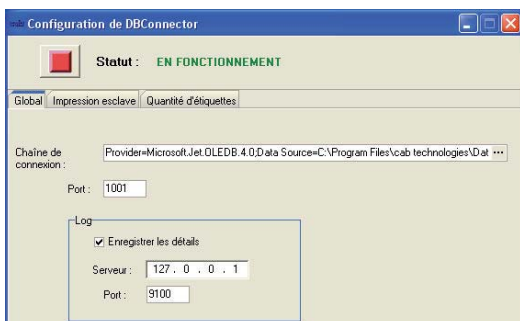 Configuration de DBConnector
Statut : EN FONCTIONNEMENT
Global Impression esclave Quantité d'étiquettes
Chaîne de connexion : Provider=Microsoft.Jet.OLEDB.4.0;Data Source=C:\Program Files\cab technologies\Dat ...
Port : 1001
Log
Enregistrer les détails
Serveur : 127 . 0 . 0 . 1
Port : 9100